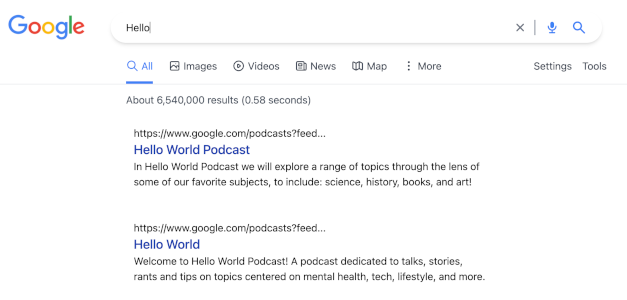 Google
Hello
All Images Videos News Map More Settings Tools
About 6,540,000 results (0.58 seconds)
https://www.google.com/podcasts?feed...
Hello World Podcast
In Hello World Podcast we will explore a range of topics through the lens of
some of our favorite subjects, to include: science, history, books, and art!
https://www.google.com/podcasts?feed...
Hello World
Welcome to Hello World Podcast! A podcast dedicated to talks, stories,
rants and tips on topics centered on mental health, tech, lifestyle, and more.